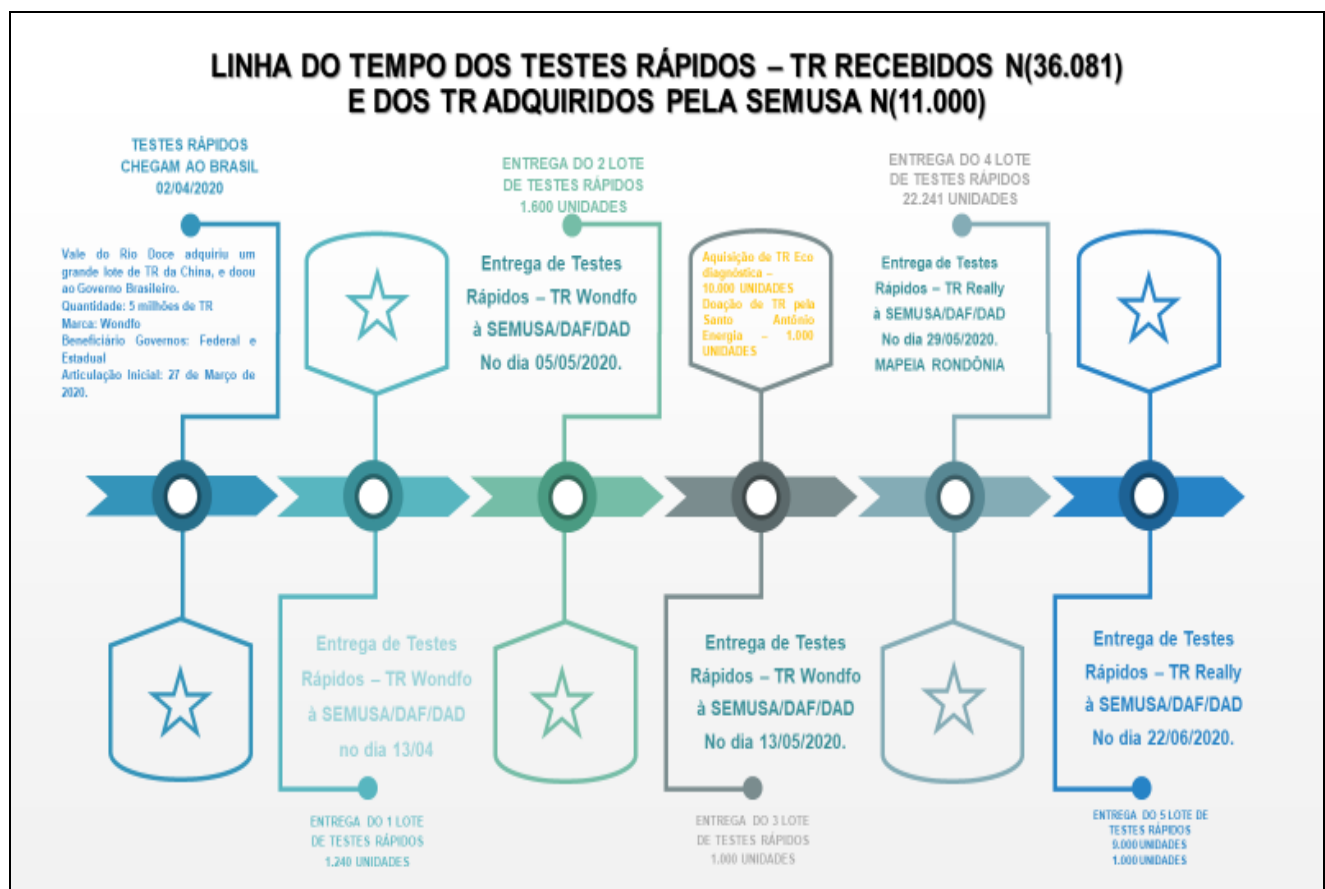 LINHA DO TEMPO DOS TESTES RÁPIDOS – TR RECEBIDOS N(36.081)
E DOS TR ADQUIRIDOS PELA SEMUSA N(11.000)
TESTES RÁPIDOS
CHEGAM AO BRASIL
02/04/2020
Vale do Rio Doce adquiriu um
grande lote de TR da China, e doou
ao Governo Brasileiro.
Quantidade: 5 milhões de TR
Marca: Wondfo
Beneficiário Governos: Federal e
Estadual
Articulação Inicial: 27 de Março de
2020.
Entrega de Testes
Rápidos – TR Wondfo
à SEMUSA/DAF/DAD
no dia 13/04
ENTREGA DO 1 LOTE
DE TESTES RÁPIDOS
1.240 UNIDADES
ENTREGA DO 2 LOTE
DE TESTES RÁPIDOS
1.600 UNIDADES
Entrega de Testes
Rápidos – TR Wondfo
à SEMUSA/DAF/DAD
No dia 05/05/2020.
Aquisição de TR Eco
diagnóstica –
10.000 UNIDADES
Doação de TR pela
Santo Antônio
Energia – 1.000
UNIDADES
Entrega de Testes
Rápidos – TR Wondfo
à SEMUSA/DAF/DAD
No dia 13/05/2020.
ENTREGA DO 3 LOTE
DE TESTES RÁPIDOS
1.000 UNIDADES
ENTREGA DO 4 LOTE
DE TESTES RÁPIDOS
22.241 UNIDADES
Entrega de Testes
Rápidos – TR Really
à SEMUSA/DAF/DAD
No dia 29/05/2020.
MAPEIA RONDÔNIA
Entrega de Testes
Rápidos – TR Really
à SEMUSA/DAF/DAD
No dia 22/06/2020.
ENTREGA DO 5 LOTE DE
TESTES RÁPIDOS
9.000 UNIDADES
1.000 UNIDADES